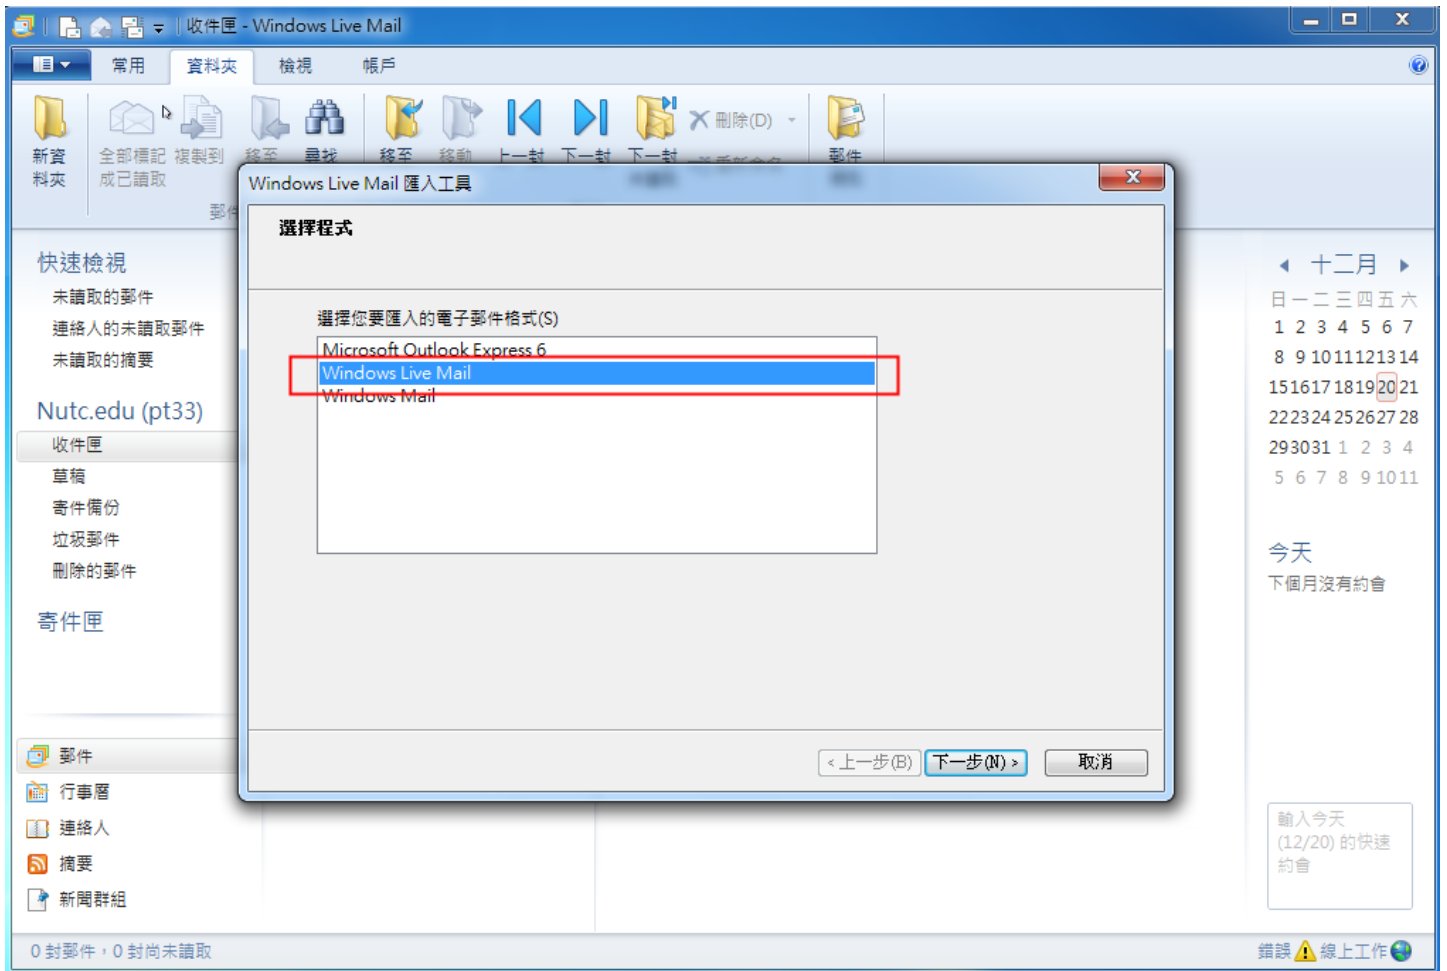 收件匣 - Windows Live Mail
常用 資料夾 檢視 帳戶
新資料夾
全部標記成已讀取
複製到
移至
尋找
移至
移動
上一封
下一封
下一封
刪除(D)
重新命名
郵件
郵件
Windows Live Mail 匯入工具
選擇程式
選擇您要匯入的電子郵件格式(S)
Microsoft Outlook Express 6
Windows Live Mail
Windows Mail
<上一步(B) 下一步(N)> 取消
快速檢視
未讀取的郵件
連絡人的未讀取郵件
未讀取的摘要
Nutc.edu (pt33)
收件匣
草稿
寄件備份
垃圾郵件
刪除的郵件
寄件匣
郵件
行事曆
連絡人
摘要
新聞群組
十二月
日 一 二 三 四 五 六
1 2 3 4 5 6 7
8 9 10 11 12 13 14
15 16 17 18 19 20 21
22 23 24 25 26 27 28
29 30 31 1 2 3 4
5 6 7 8 9 10 11
今天
下個月沒有約會
輸入今天
(12/20) 的快速
約會
0 封郵件，0 封尚未讀取
錯誤 線上工作